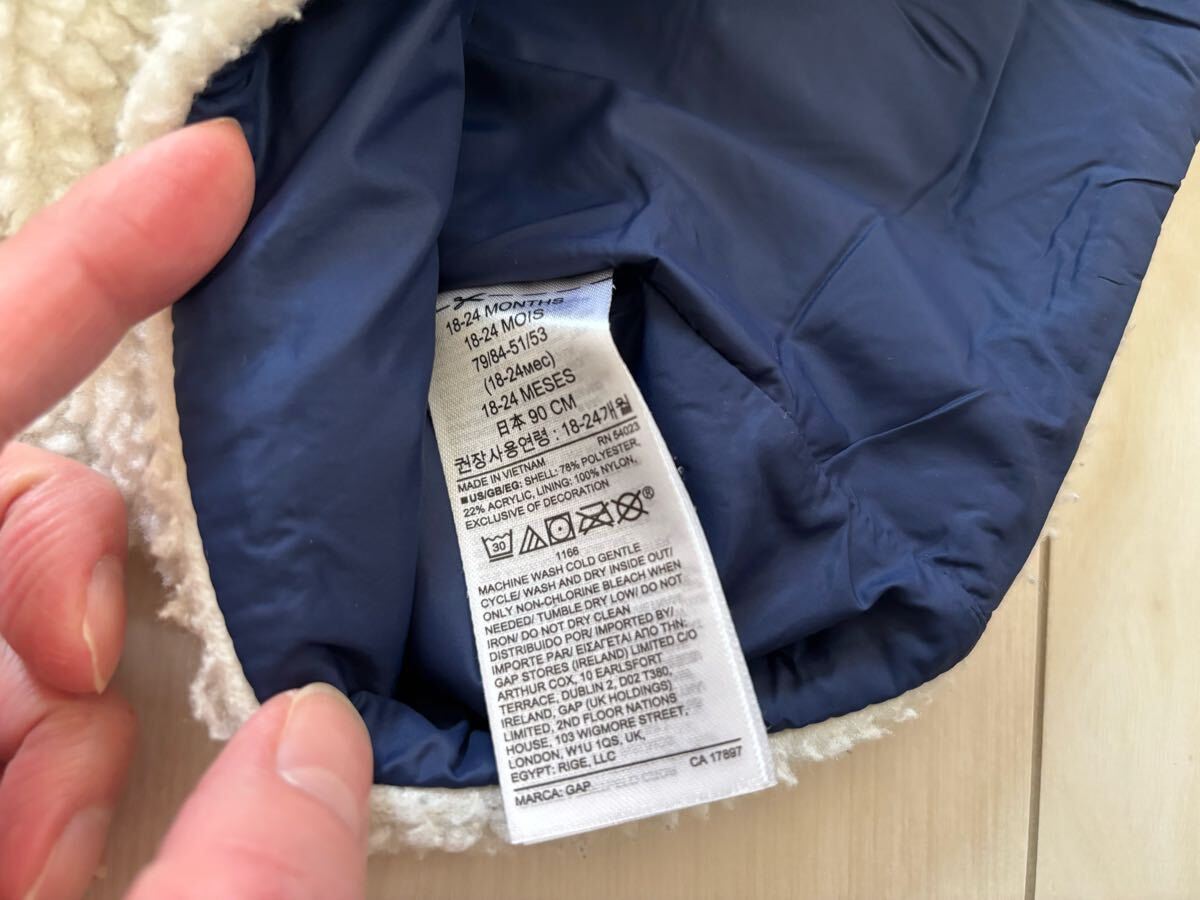 18-24 MONTHS
18-24 MOIS
79/84-51/53
(18-24мес)
18-24 MESES
日本 90 CM
권장사용연령 : 18-24개월
RN 54023
MADE IN VIETNAM
■US/GB/EG: SHELL: 78% POLYESTER,
22% ACRYLIC, LINING: 100% NYLON,
EXCLUSIVE OF DECORATION
30
®
1166
MACHINE WASH COLD GENTLE
CYCLE/ WASH AND DRY INSIDE OUT/
ONLY NON-CHLORINE BLEACH WHEN
NEEDED/ TUMBLE DRY LOW/ DO NOT
IRON/ DO NOT DRY CLEAN
DISTRIBUIDO POR/ IMPORTED BY/
IMPORTE PAR/ ΕΙΣΑΓΕΤΑΙ ΑΠΟ ΤΗΝ:
GAP STORES (IRELAND) LIMITED C/O
ARTHUR COX, 10 EARLSFORT
TERRACE, DUBLIN 2, D02 T380,
IRELAND, GAP (UK HOLDINGS)
LIMITED, 2ND FLOOR NATIONS
HOUSE, 103 WIGMORE STREET,
LONDON, W1U 1QS, UK,
EGYPT: RIGE, LLC
CA 17897
MARCA: GAP